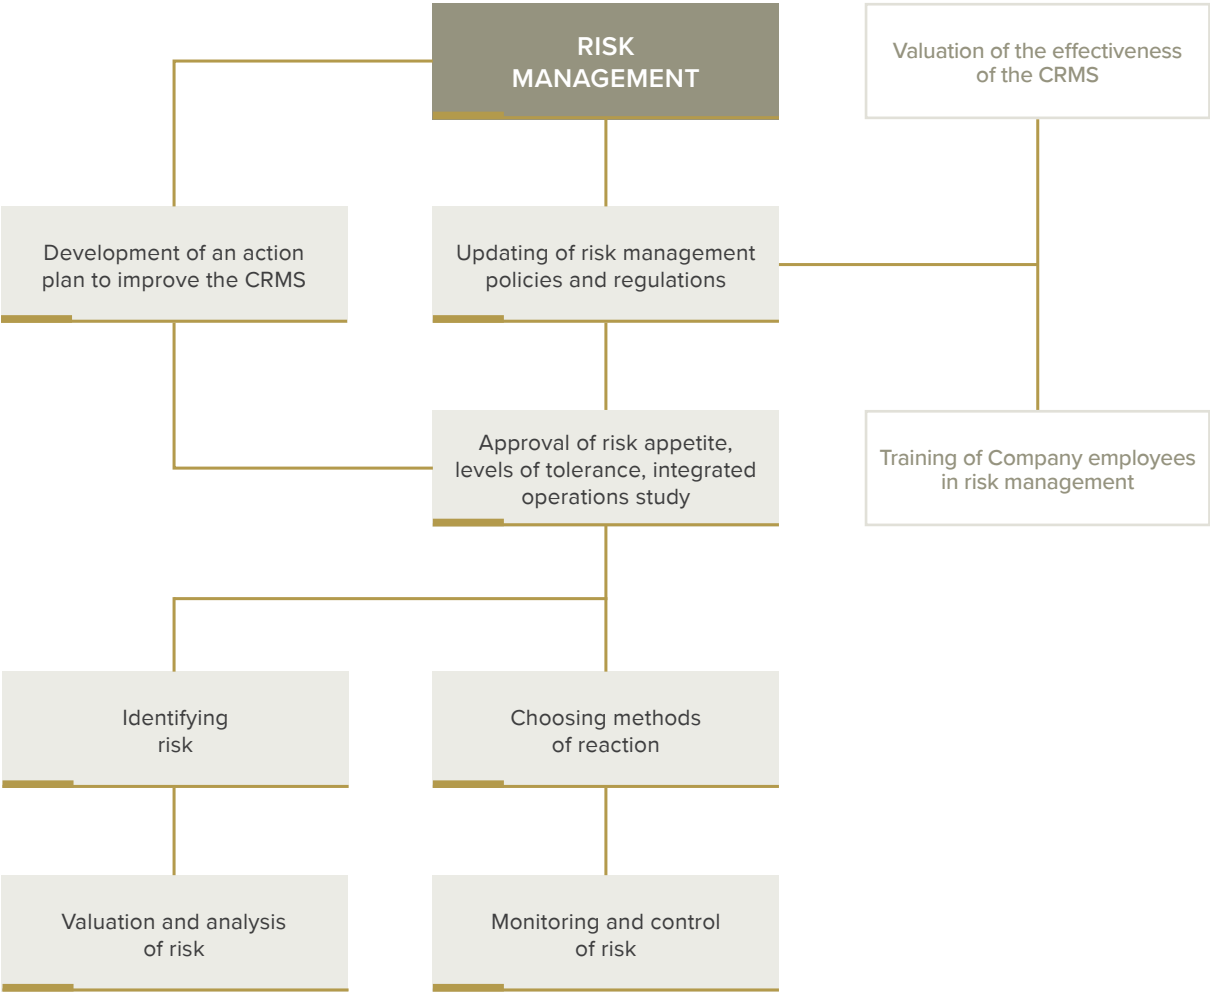 RISK
MANAGEMENT
Valuation of the effectiveness
of the CRMS
Development of an action
plan to improve the CRMS
Updating of risk management
policies and regulations
Approval of risk appetite,
levels of tolerance, integrated
operations study
Training of Company employees
in risk management
Identifying
risk
Choosing methods
of reaction
Valuation and analysis
of risk
Monitoring and control
of risk